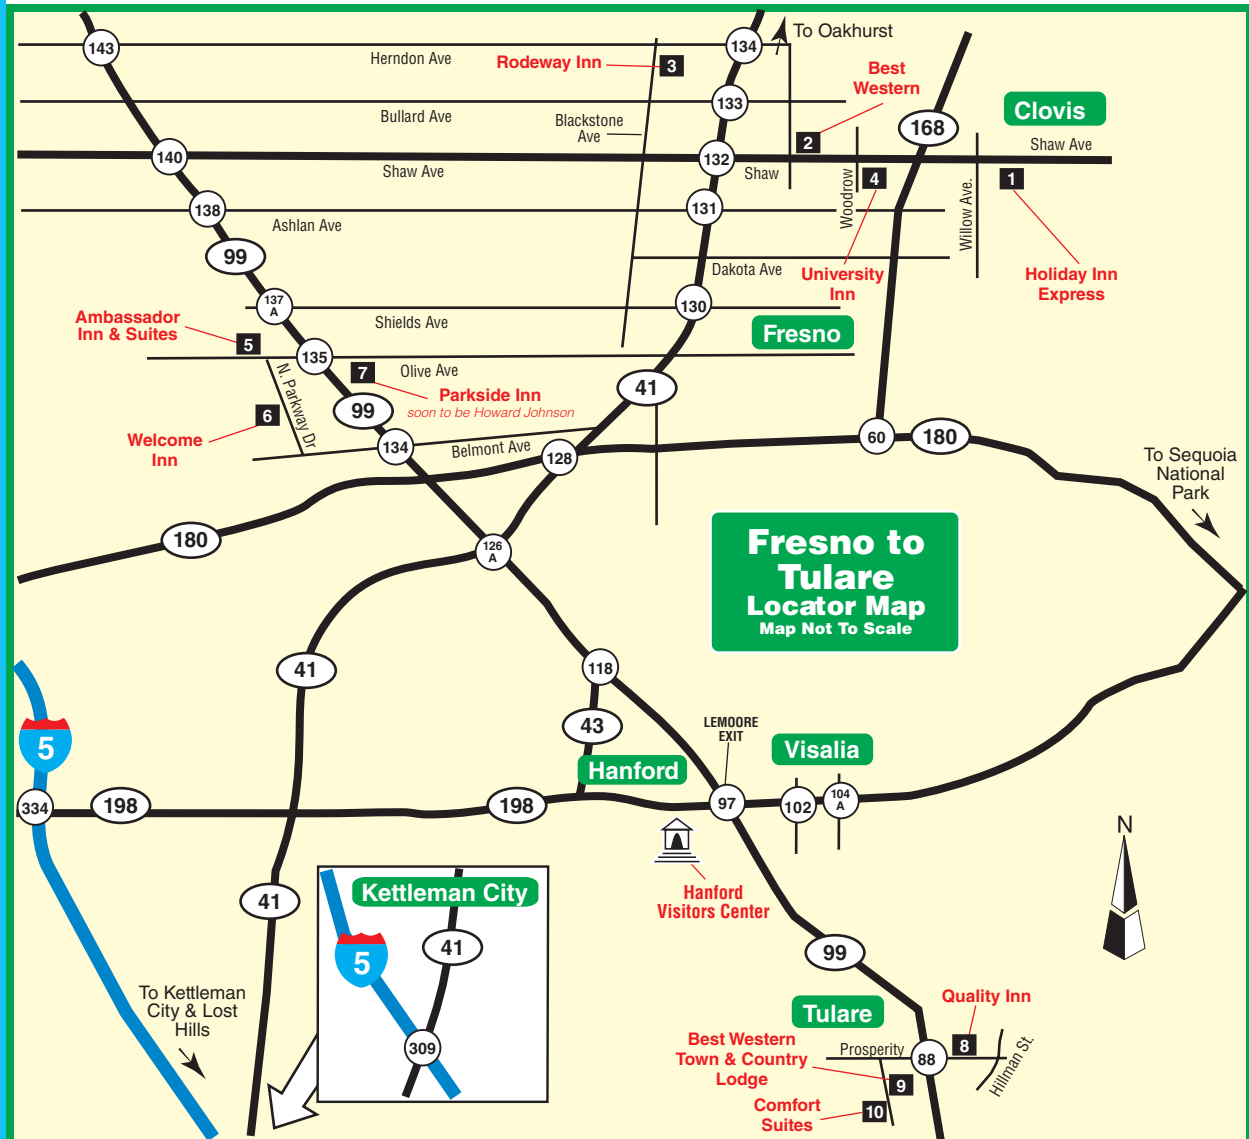 To Oakhurst
143
134
Herndon Ave
Rodeway Inn
3
Best
Western
133
Bullard Ave
Blackstone
Ave
168
Clovis
2
Shaw Ave
140
132
Shaw Ave
Shaw
4
1
Woodrow
Willow Ave.
138
131
Ashlan Ave
99
Dakota Ave
University
Inn
Holiday Inn
Express
137
A
130
Shields Ave
Ambassador
Inn & Suites
5
Fresno
135
7
Olive Ave
N. Parkway Dr
41
Parkside Inn
soon to be Howard Johnson
99
6
Welcome
Inn
134
Belmont Ave
128
60
180
To Sequoia
National
Park
180
126
A
Fresno to
Tulare
Locator Map
Map Not To Scale
41
118
43
LEMOORE
EXIT
5
Visalia
Hanford
334
198
198
97
102
104
A
N
Hanford
Visitors Center
41
Kettleman City
41
5
309
99
To Kettleman
City & Lost
Hills
Quality Inn
Tulare
Best Western
Town & Country
Lodge
Prosperity
88
8
Hillman St.
9
Comfort
Suites
10